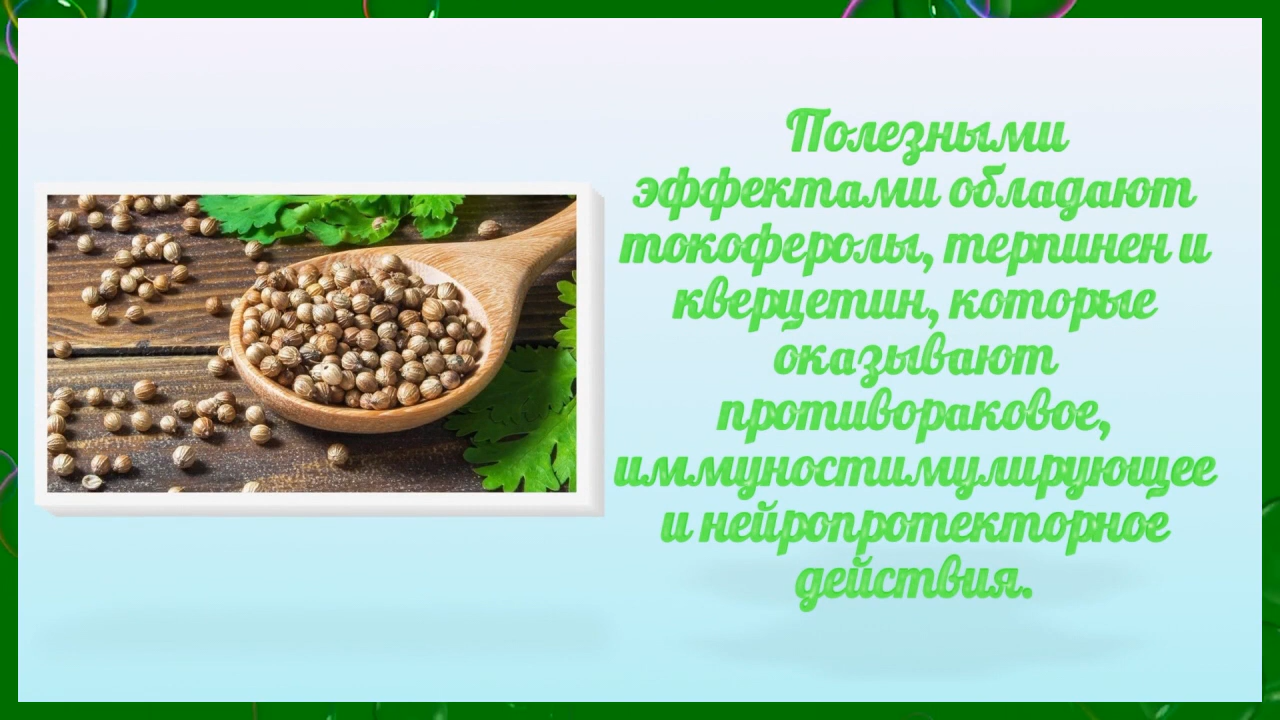 Полезными
эффектами обладают
токоферолы, терпинен и
кверцетин, которые
оказывают
противораковое,
иммуностимулирующее
и нейропротекторное
действия.